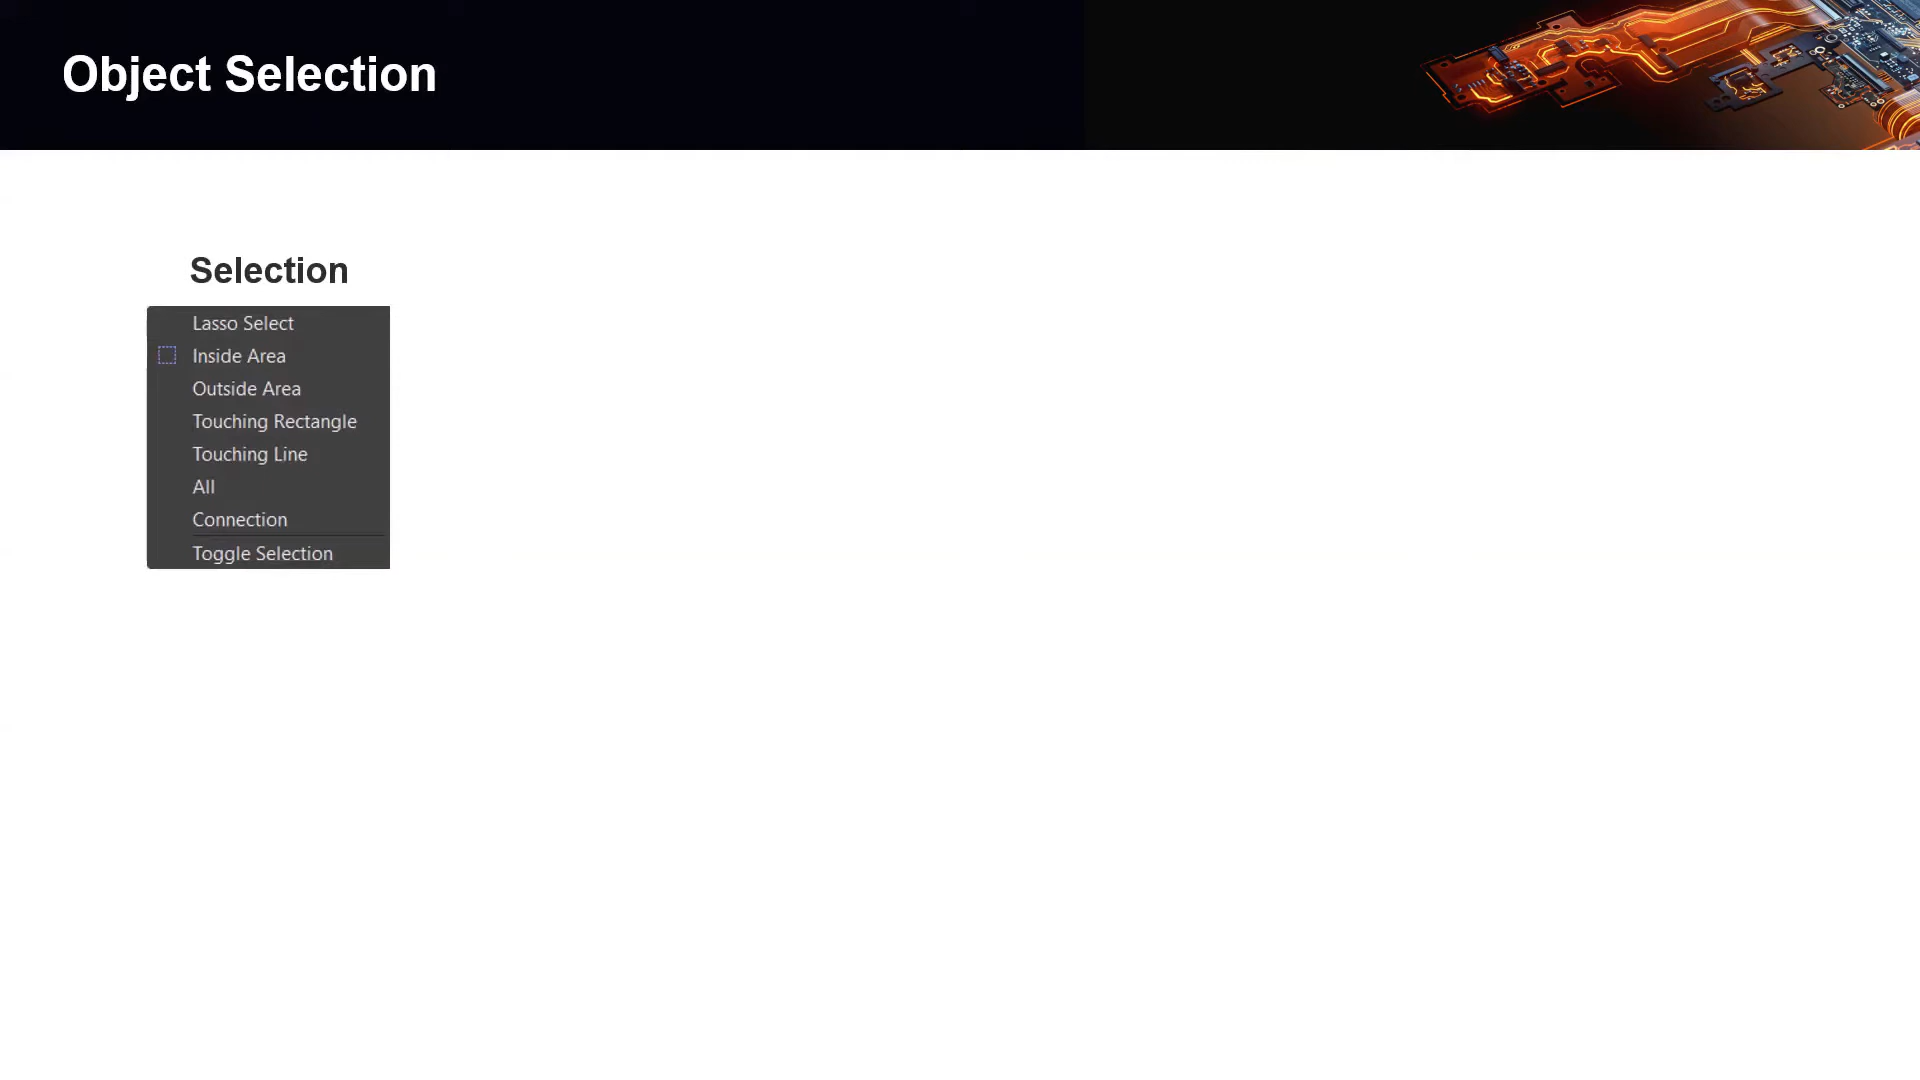 Object Selection
Selection
Lasso Select
Inside Area
Outside Area
Touching Rectangle
Touching Line
All
Connection
Toggle Selection